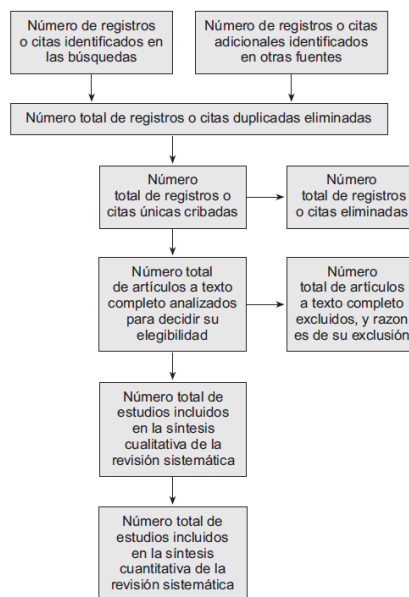 Número de registros
o citas identificados en
las búsquedas
Número de registros o citas
adicionales identificados
en otras fuentes
Número total de registros o citas duplicadas eliminadas
Número
total de registros o
citas únicas cribadas
Número
total de registros
o citas eliminadas
Número total
de artículos a texto
completo analizados
para decidir su
elegibilidad
Número
total de artículos
a texto completo
excluidos, y razon
es de su exclusión
Número total de
estudios incluidos
en la síntesis
cualitativa de la
revisión sistemática
Número total de
estudios incluidos
en la síntesis
cuantitativa de la
revisión sistemática